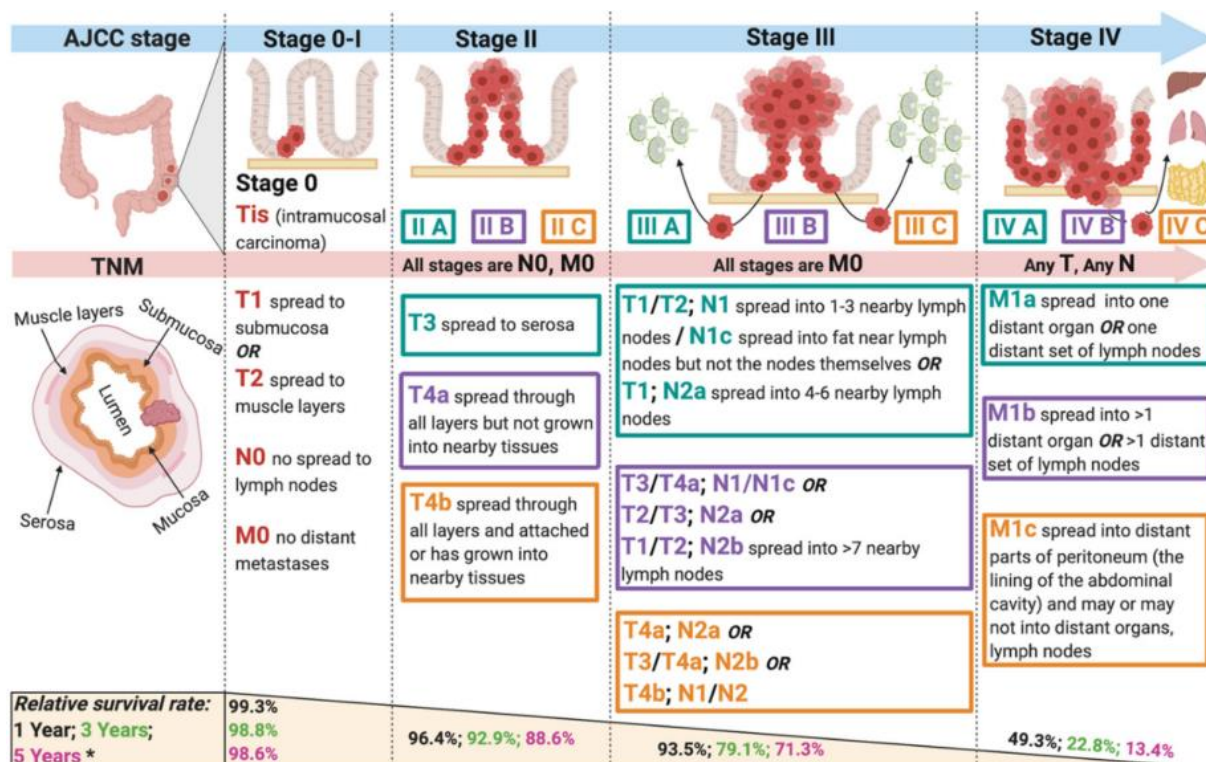 AJCC stage
Stage 0-I
Stage II
Stage III
Stage IV
Stage 0
Tis (intramucosal
carcinoma)
II A
II B
II C
III A
III B
III C
IV A
IV B
IV C
TNM
All stages are N0, M0
All stages are M0
Any T, Any N
Muscle layers
Submucosa
Lumen
Serosa
Mucosa
T1 spread to
submucosa
OR
T2 spread to
muscle layers
N0 no spread to
lymph nodes
M0 no distant
metastases
T3 spread to serosa
T4a spread through
all layers but not grown
into nearby tissues
T4b spread through
all layers and attached
or has grown into
nearby tissues
T1/T2; N1 spread into 1-3 nearby lymph
nodes / N1c spread into fat near lymph
nodes but not the nodes themselves OR
T1; N2a spread into 4-6 nearby lymph
nodes
T3/T4a; N1/N1c OR
T2/T3; N2a OR
T1/T2; N2b spread into >7 nearby
lymph nodes
T4a; N2a OR
T3/T4a; N2b OR
T4b; N1/N2
M1a spread into one
distant organ OR one
distant set of lymph nodes
M1b spread into >1
distant organ OR >1 distant
set of lymph nodes
M1c spread into distant
parts of peritoneum (the
lining of the abdominal
cavity) and may or may
not into distant organs,
lymph nodes
Relative survival rate:
1 Year; 3 Years;
5 Years *
99.3%
98.8%
98.6%
96.4%; 92.9%; 88.6%
93.5%; 79.1%; 71.3%
49.3%; 22.8%; 13.4%